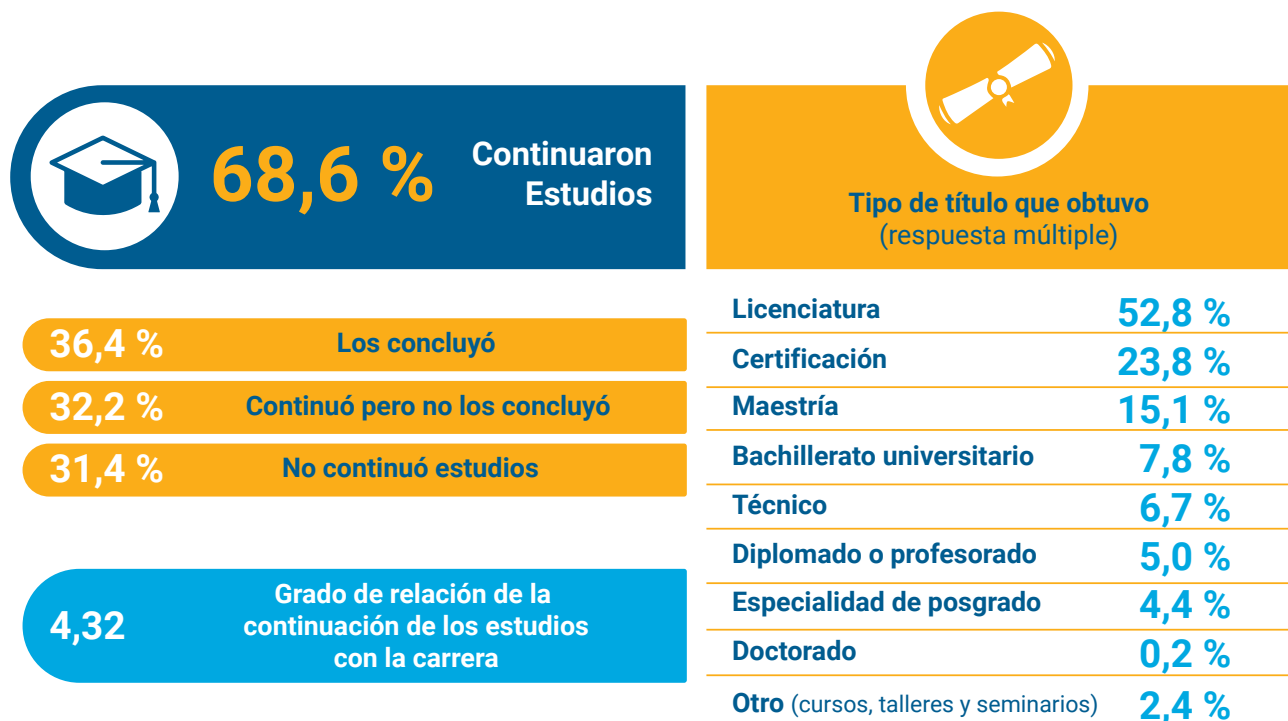 68,6 %
Continuaron
Estudios
36,4 %
Los concluyó
32,2 %
Continuó pero no los concluyó
31,4 %
No continuó estudios
4,32
Grado de relación de la
continuación de los estudios
con la carrera
Tipo de título que obtuvo
(respuesta múltiple)
Licenciatura 52,8 %
Certificación 23,8 %
Maestría 15,1 %
Bachillerato universitario 7,8 %
Técnico 6,7 %
Diplomado o profesorado 5,0 %
Especialidad de posgrado 4,4 %
Doctorado 0,2 %
Otro (cursos, talleres y seminarios) 2,4 %